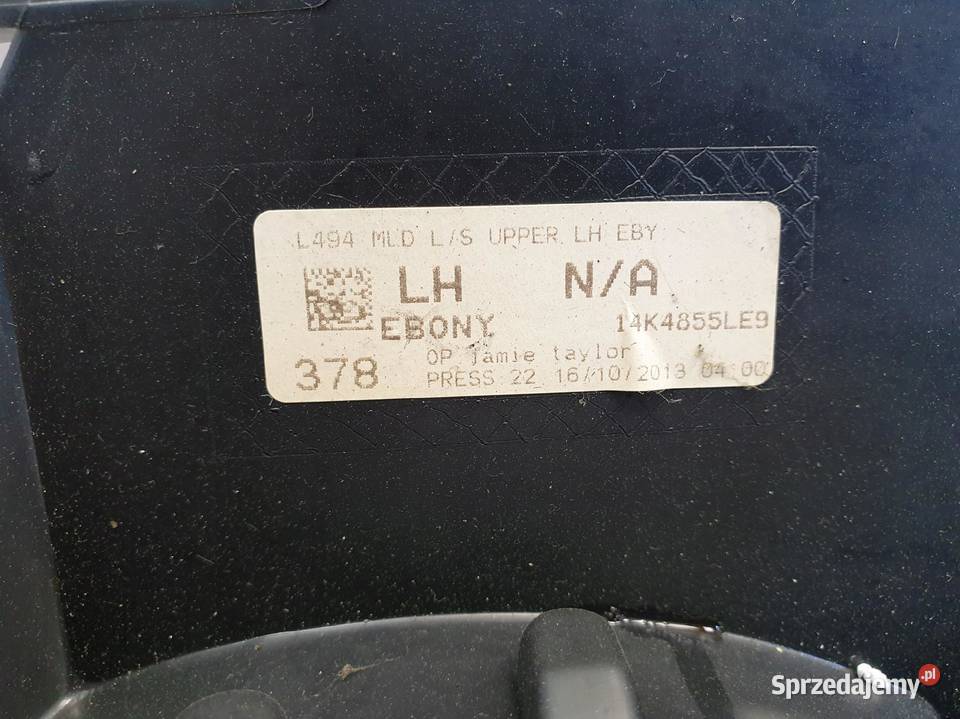 L494 MLD L/S UPPER LH EBY
LH N/A
EBONY 14K4855LE9
378 OP jamie taylor
PRESS 22 16/10/2013 04:00
Sprzedajemy.pl